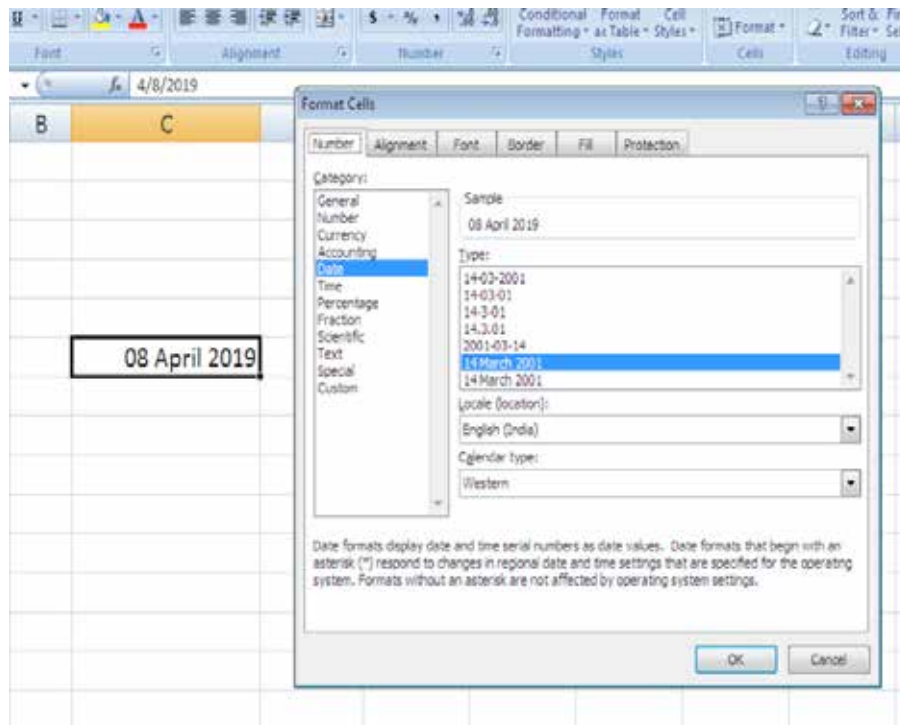 U A $ % , Conditional Format Cell Format Sort &
Formatting as Table Styles Filter
Font Alignment Number Styles Cells Editing
fx 4/8/2019
Format Cells
B C
Number Alignment Font Border Fill Protection
Category:
General
Number
Currency
Accounting
Date
Time
Percentage
Fraction
Scientific
Text
Special
Custom
Sample
08 April 2019
Type:
14-03-2001
14-03-01
14-3-01
14.3.01
2001-03-14
14 March 2001
14 March 2001
Locale (location):
English (India)
Calendar type:
Western
08 April 2019
Date formats display date and time serial numbers as date values. Date formats that begin with an
asterisk (*) respond to changes in regional date and time settings that are specified for the operating
system. Formats without an asterisk are not affected by operating system settings.
OK Cancel